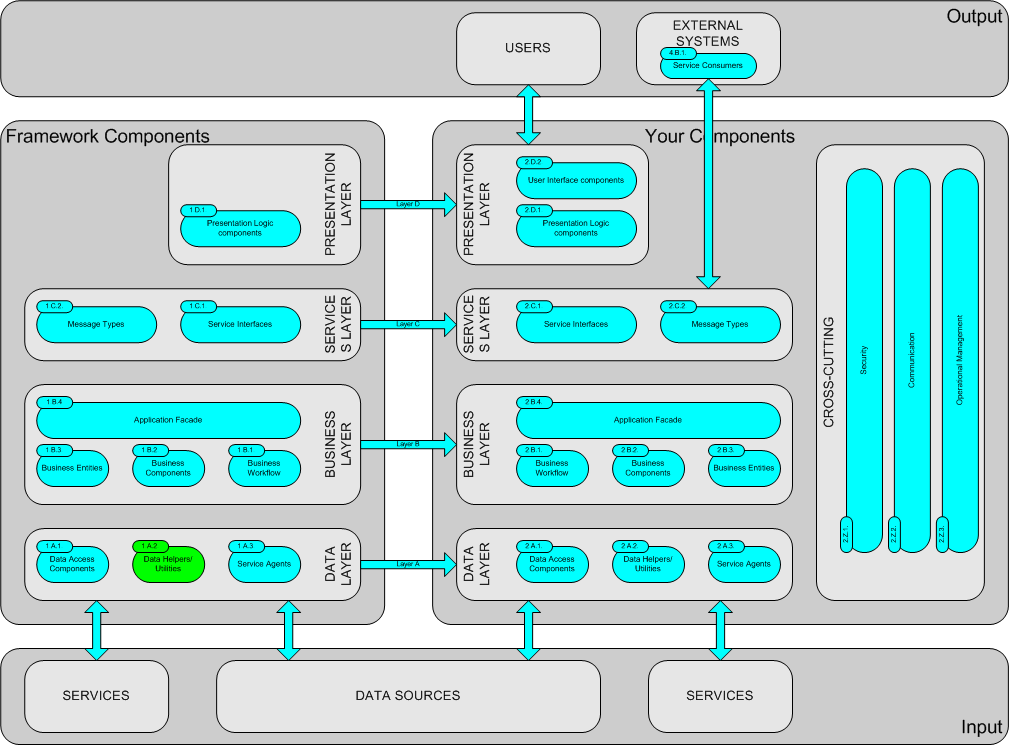 Output
USERS
EXTERNAL
SYSTEMS
4.B.1.
Service Consumers
Framework Components
Your Components
PRESENTATION
LAYER
1.D.1
Presentation Logic
components
Layer D
PRESENTATION
LAYER
2.D.2
User Interface components
2.D.1
Presentation Logic
components
1.C.2.
Message Types
1.C.1
Service Interfaces
SERVICE
S LAYER
Layer C
SERVICE
S LAYER
2.C.1
Service Interfaces
2.C.2
Message Types
1.B.4
Application Facade
1.B.3
Business Entities
1.B.2
Business
Components
1.B.1
Business
Workflow
BUSINESS
LAYER
Layer B
BUSINESS
LAYER
2.B.4.
Application Facade
2.B.1.
Business
Workflow
2.B.2.
Business
Components
2.B.3.
Business Entities
1.A.1
Data Access
Components
1.A.2
Data Helpers/
Utilities
1.A.3
Service Agents
DATA
LAYER
Layer A
DATA
LAYER
2.A.1.
Data Access
Components
2.A.2.
Data Helpers/
Utilities
2.A.3.
Service Agents
CROSS-CUTTING
Security
2.Z.1.
Communication
2.Z.2.
Operational Management
2.Z.3.
SERVICES
DATA SOURCES
SERVICES
Input